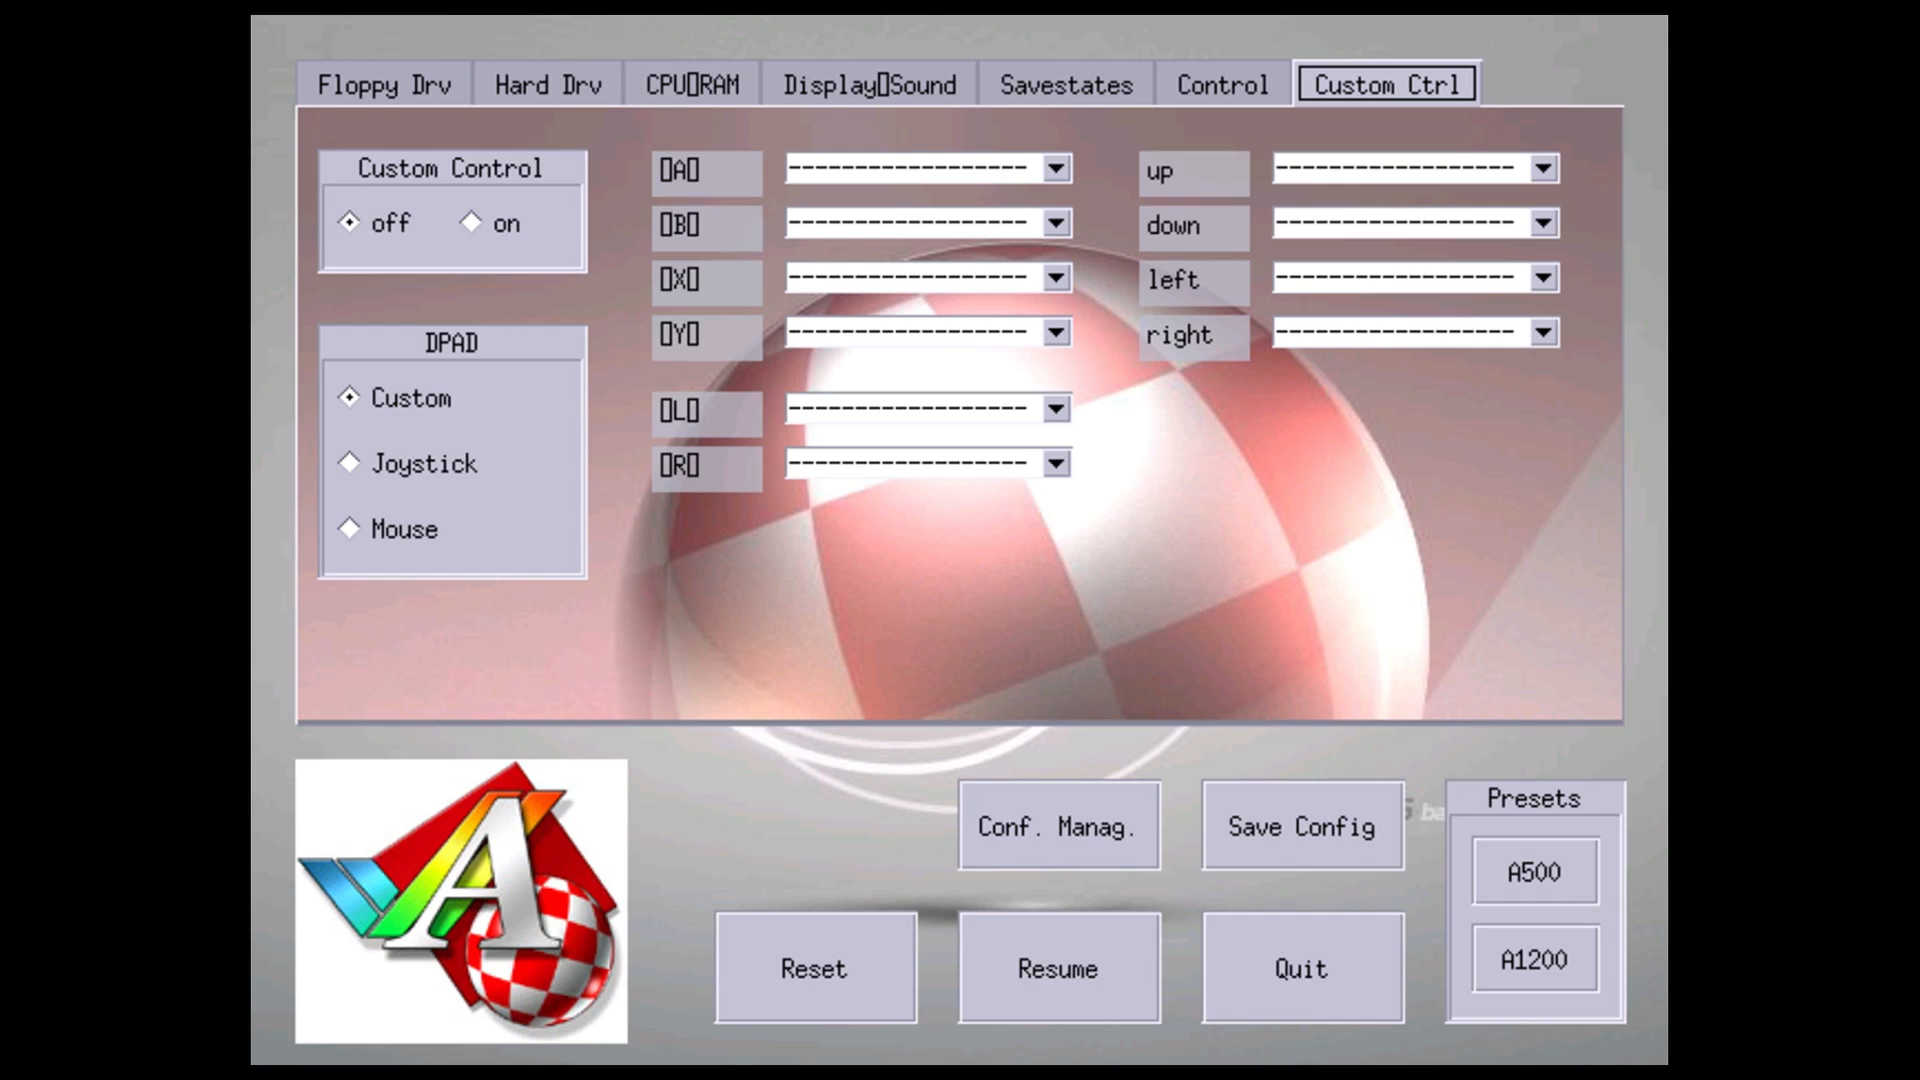 Floppy Drv Hard Drv CPU▯RAM Display▯Sound Savestates Control Custom Ctrl
Custom Control
off on
DPAD
Custom
Joystick
Mouse
▯A▯ ------------------
▯B▯ ------------------
▯X▯ ------------------
▯Y▯ ------------------
▯L▯ ------------------
▯R▯ ------------------
up ------------------
down ------------------
left ------------------
right ------------------
A
Conf. Manag. Save Config
Reset Resume Quit
Presets
A500
A1200